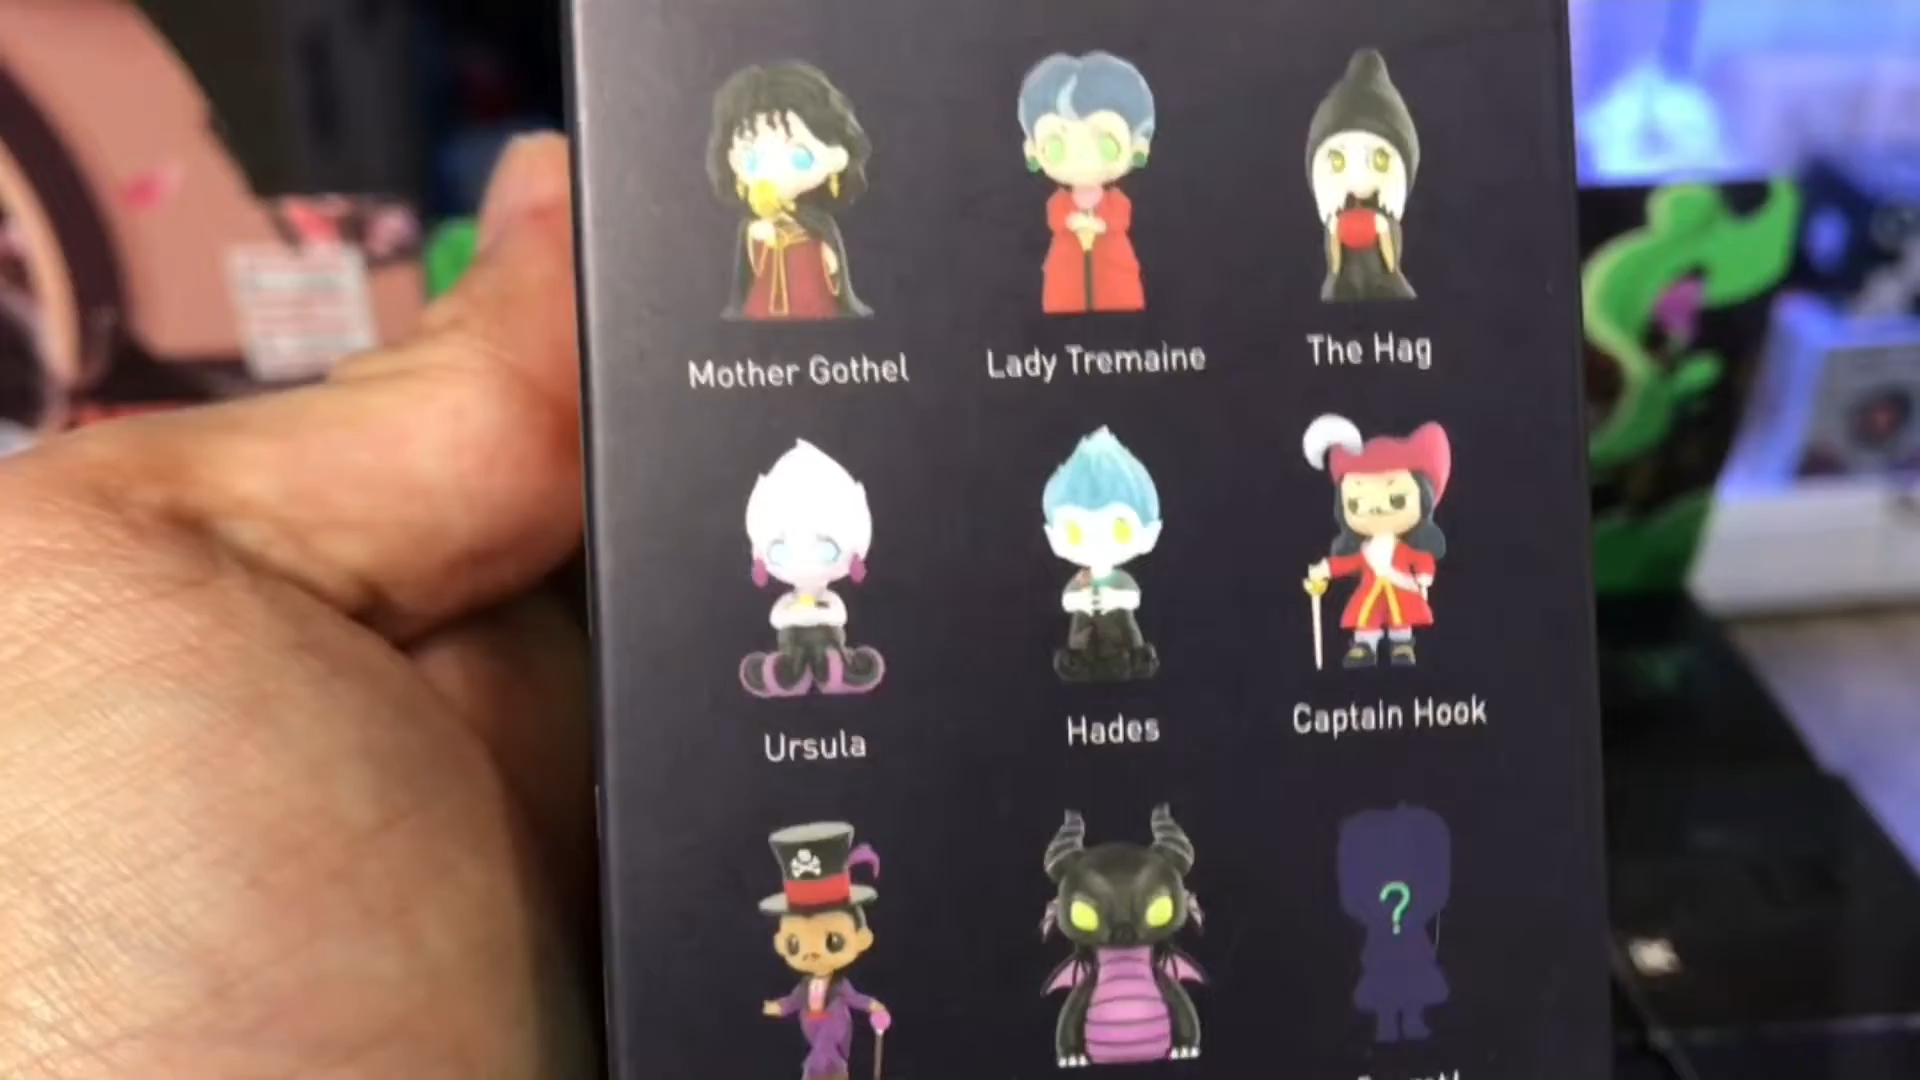 Mother Gothel
Lady Tremaine
The Hag
Ursula
Hades
Captain Hook
?